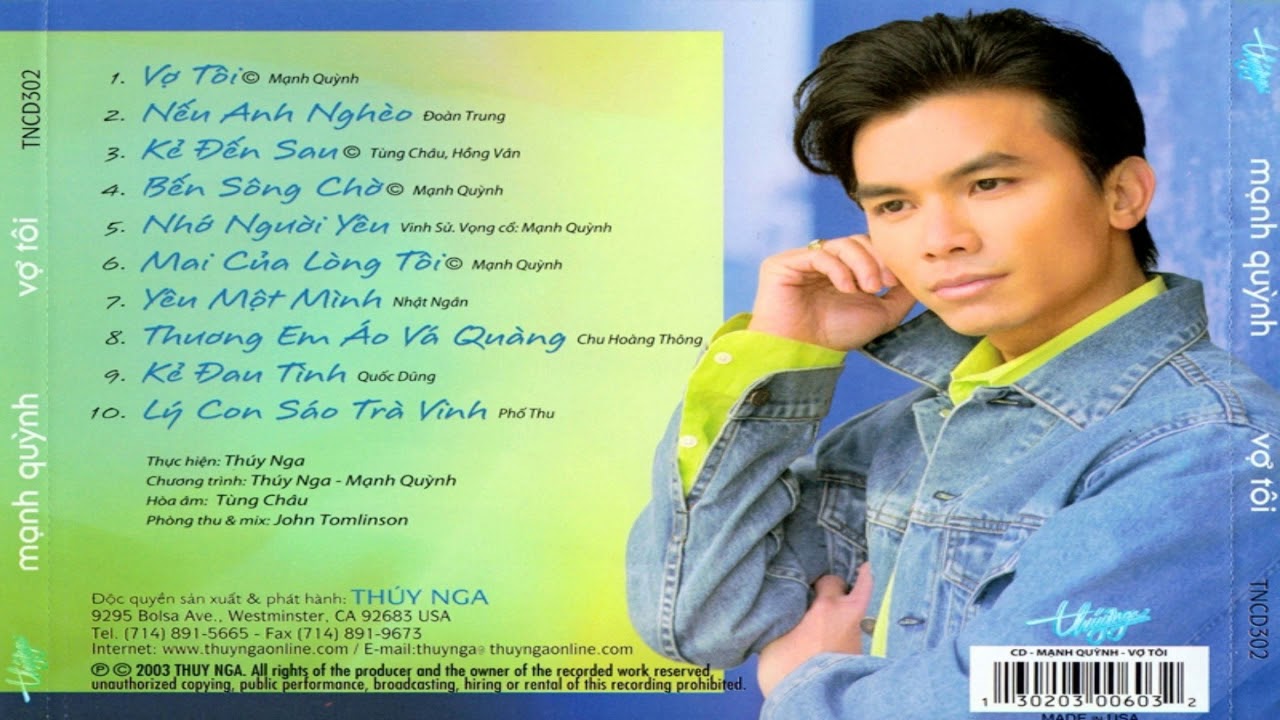 TNCD302
vợ tôi
mạnh quỳnh
Thúy Nga
1. Vợ Tôi © Mạnh Quỳnh
2. Nếu Anh Nghèo Đoàn Trung
3. Kẻ Đến Sau © Tùng Châu, Hồng Vân
4. Bến Sông Chờ © Mạnh Quỳnh
5. Nhớ Người Yêu Vinh Sử. Vọng cổ: Mạnh Quỳnh
6. Mai Của Lòng Tôi © Mạnh Quỳnh
7. Yêu Một Mình Nhật Ngân
8. Thương Em Áo Vá Quàng Chu Hoàng Thông
9. Kẻ Đau Tình Quốc Dũng
10. Lý Con Sáo Trà Vinh Phố Thu
Thực hiện: Thúy Nga
Chương trình: Thúy Nga - Mạnh Quỳnh
Hòa âm: Tùng Châu
Phòng thu & mix: John Tomlinson
Độc quyền sản xuất & phát hành: THÚY NGA
9295 Bolsa Ave., Westminster, CA 92683 USA
Tel. (714) 891-5665 - Fax (714) 891-9673
Internet: www.thuyngaonline.com / E-mail:thuynga@ thuyngaonline.com
℗ © 2003 THUY NGA. All rights of the producer and the owner of the recorded work reserved,
unauthorized copying, public performance, broadcasting, hiring or rental of this recording prohibited.
Thúy Nga
CD - MẠNH QUỲNH - VỢ TÔI
1 30203 00603 2
MADE in USA
Thúy Nga
mạnh quỳnh
vợ tôi
TNCD302